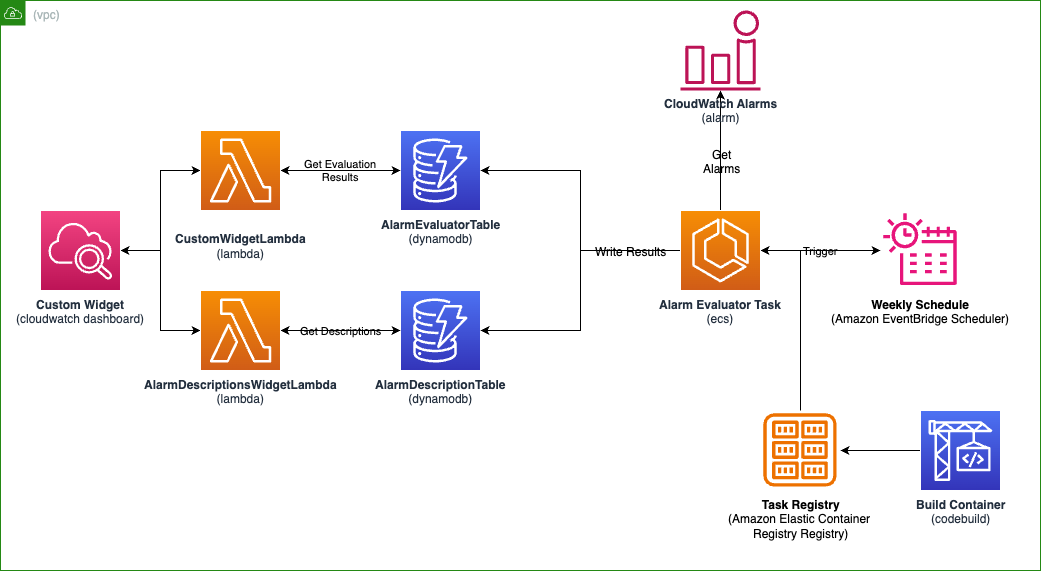 (vpc)
CloudWatch Alarms
(alarm)
Get
Alarms
Get Evaluation
Results
CustomWidgetLambda
(lambda)
AlarmEvaluatorTable
(dynamodb)
Write Results
Trigger
Custom Widget
(cloudwatch dashboard)
Alarm Evaluator Task
(ecs)
Weekly Schedule
(Amazon EventBridge Scheduler)
Get Descriptions
AlarmDescriptionsWidgetLambda
(lambda)
AlarmDescriptionTable
(dynamodb)
</>
Task Registry
(Amazon Elastic Container
Registry Registry)
Build Container
(codebuild)